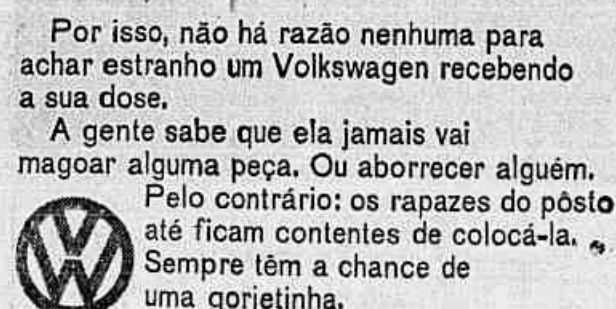 Por isso, não há razão nenhuma para
achar estranho um Volkswagen recebendo
a sua dose.
A gente sabe que ela jamais vai
magoar alguma peça. Ou aborrecer alguém.
Pelo contrário: os rapazes do pôsto
até ficam contentes de colocá-la.
Sempre têm a chance de
uma gorjetinha.